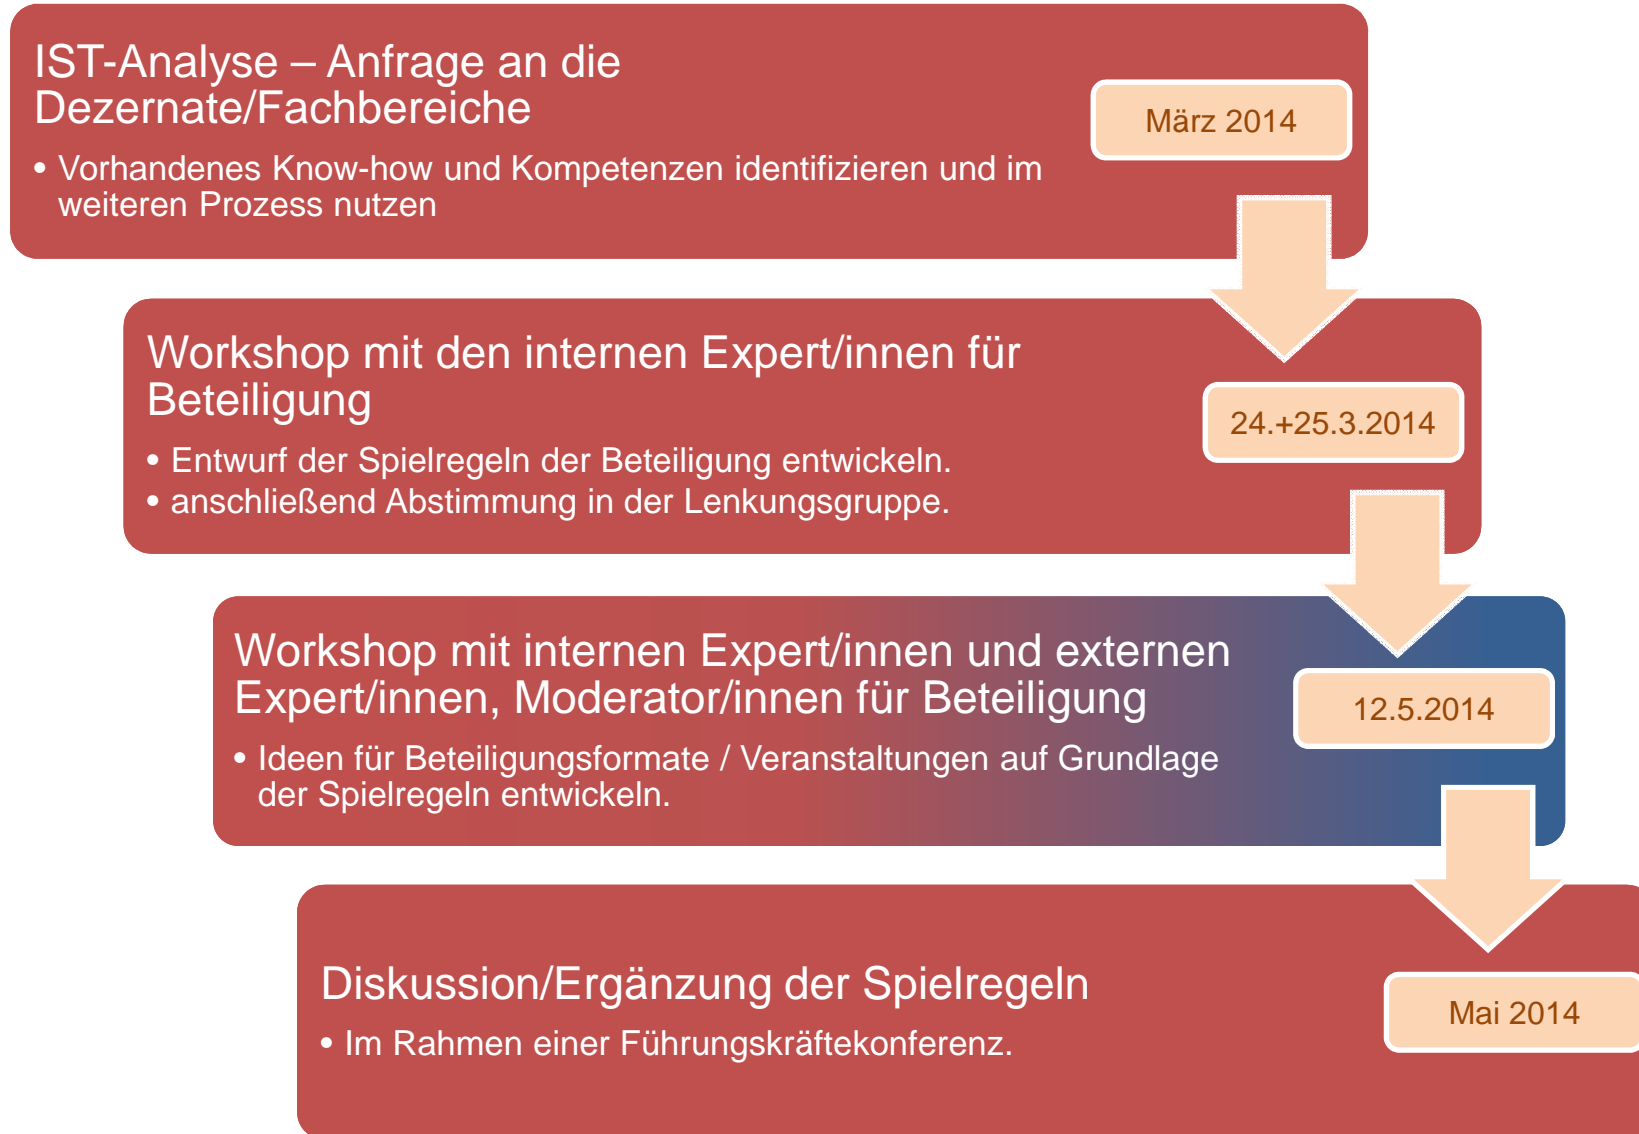 IST-Analyse – Anfrage an die
Dezernate/Fachbereiche
• Vorhandenes Know-how und Kompetenzen identifizieren und im
weiteren Prozess nutzen
März 2014
Workshop mit den internen Expert/innen für
Beteiligung
• Entwurf der Spielregeln der Beteiligung entwickeln.
• anschließend Abstimmung in der Lenkungsgruppe.
24.+25.3.2014
Workshop mit internen Expert/innen und externen
Expert/innen, Moderator/innen für Beteiligung
• Ideen für Beteiligungsformate / Veranstaltungen auf Grundlage
der Spielregeln entwickeln.
12.5.2014
Diskussion/Ergänzung der Spielregeln
• Im Rahmen einer Führungskräftekonferenz.
Mai 2014